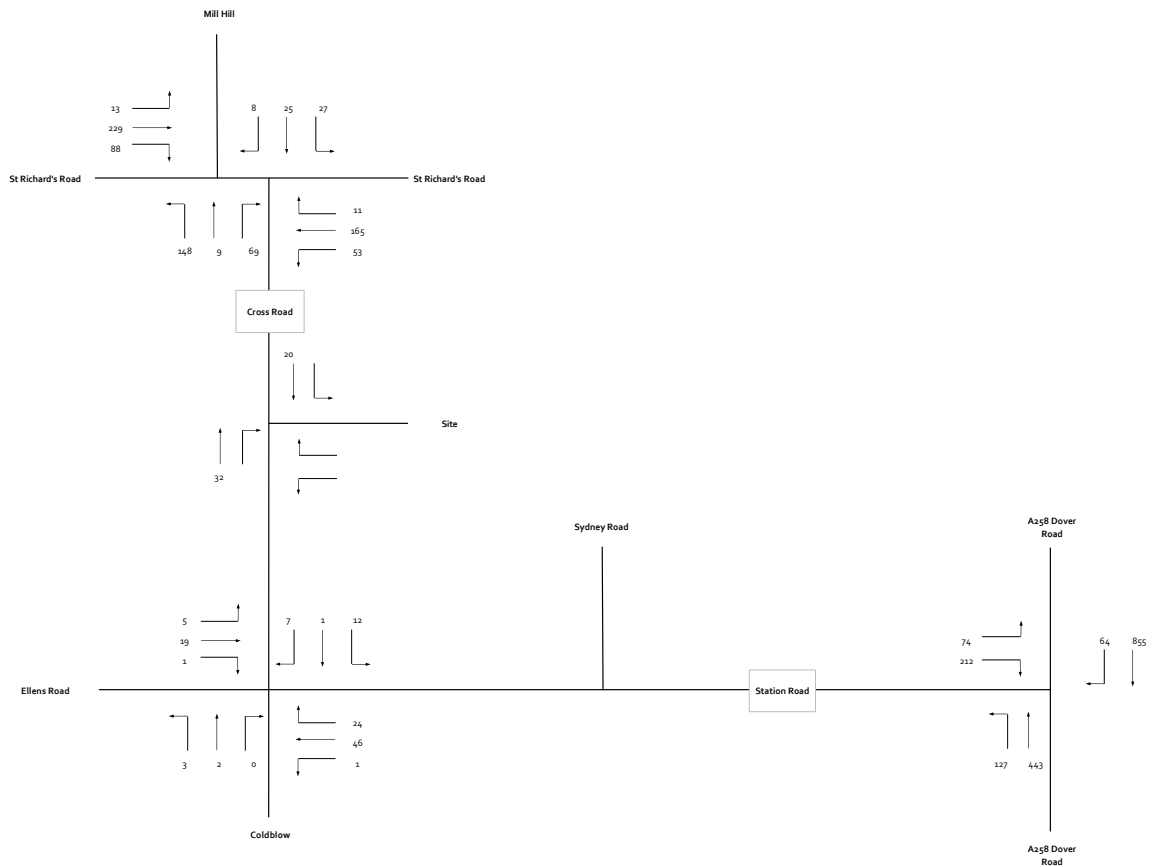 Mill Hill
13
8
25
27
229
88
St Richard's Road
St Richard's Road
11
165
148
9
69
53
Cross Road
20
Site
32
Sydney Road
A258 Dover
Road
5
7
1
12
19
1
74
64
855
212
Ellens Road
Station Road
24
46
3
2
0
1
127
443
Coldblow
A258 Dover
Road